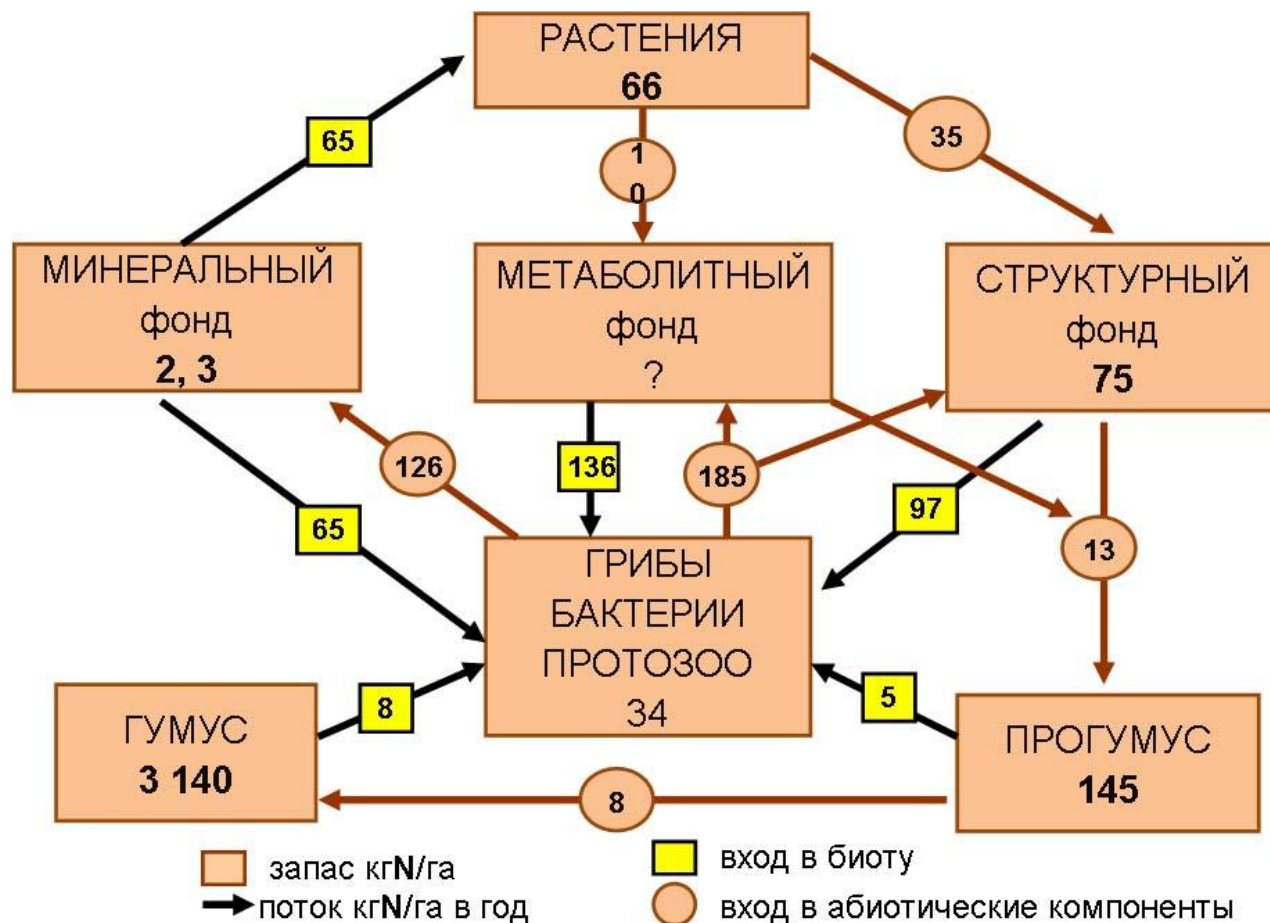 РАСТЕНИЯ
66
65
1
0
35
МИНЕРАЛЬНЫЙ
фонд
2, 3
МЕТАБОЛИТНЫЙ
фонд
?
СТРУКТУРНЫЙ
фонд
75
126
136
185
97
65
13
ГРИБЫ
БАКТЕРИИ
ПРОТОЗОО
34
8
5
ГУМУС
3 140
ПРОГУМУС
145
8
запас кгN/га
вход в биоту
поток кгN/га в год
вход в абиотические компоненты